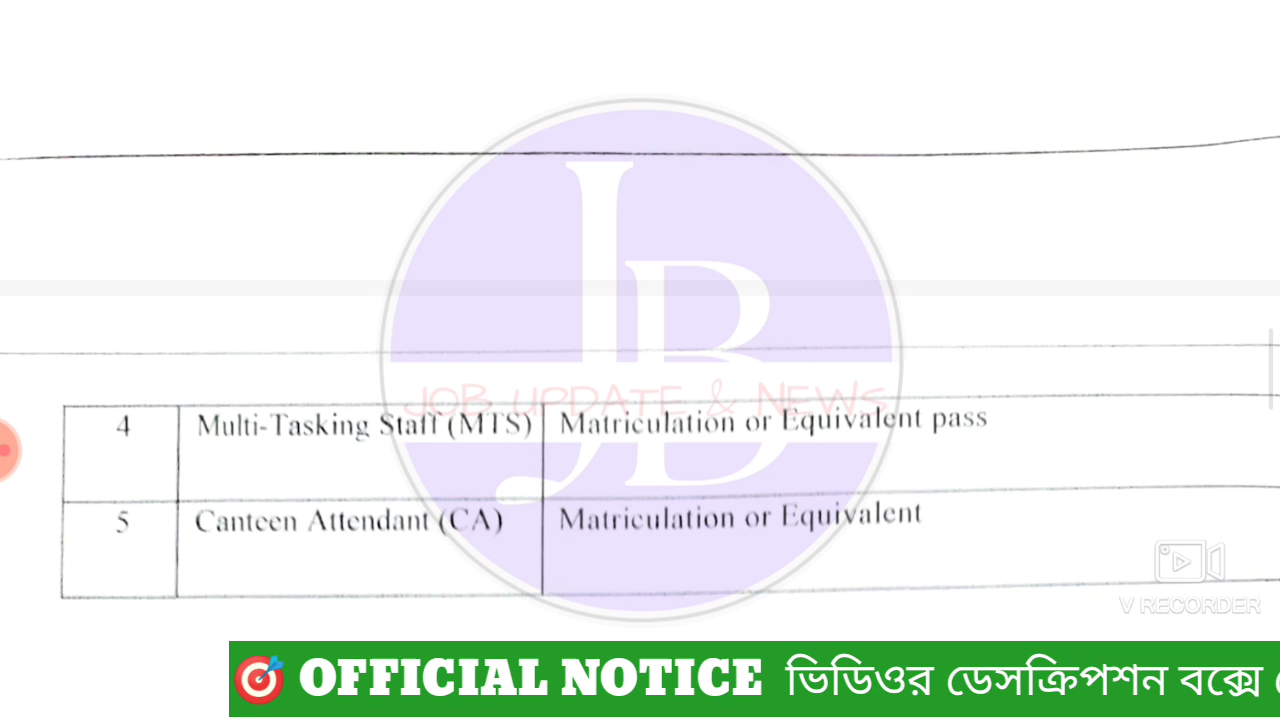 JB
JOB UPDATE & NEWS
4 Multi-Tasking Staff (MTS) Matriculation or Equivalent pass
5 Canteen Attendant (CA) Matriculation or Equivalent
V RECORDER
🎯 OFFICIAL NOTICE ভিডিওর ডেসক্রিপশন বক্সে